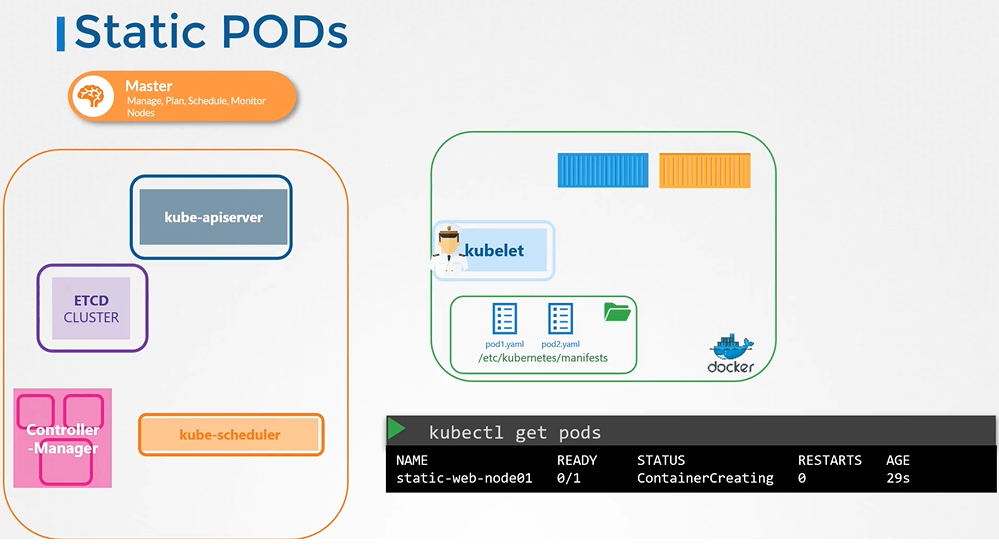 Static PODs
Master
Manage, Plan, Schedule, Monitor
Nodes
kube-apiserver
ETCD
CLUSTER
Controller
-Manager
kube-scheduler
kubelet
pod1.yaml pod2.yaml
/etc/kubernetes/manifests
docker
kubectl get pods
NAME READY STATUS RESTARTS AGE
static-web-node01 0/1 ContainerCreating 0 29s